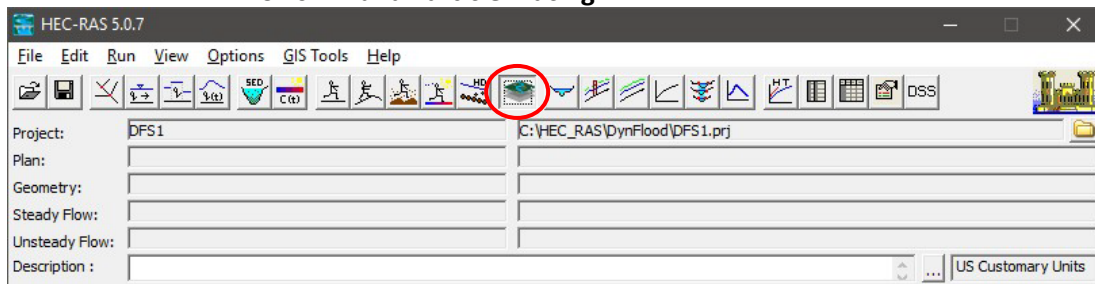 HEC-RAS 5.0.7
File Edit Run View Options GIS Tools Help
SED C(t) HD HT DSS
Project: DFS1 C:\HEC_RAS\DynFlood\DFS1.prj
Plan:
Geometry:
Steady Flow:
Unsteady Flow:
Description : ... US Customary Units